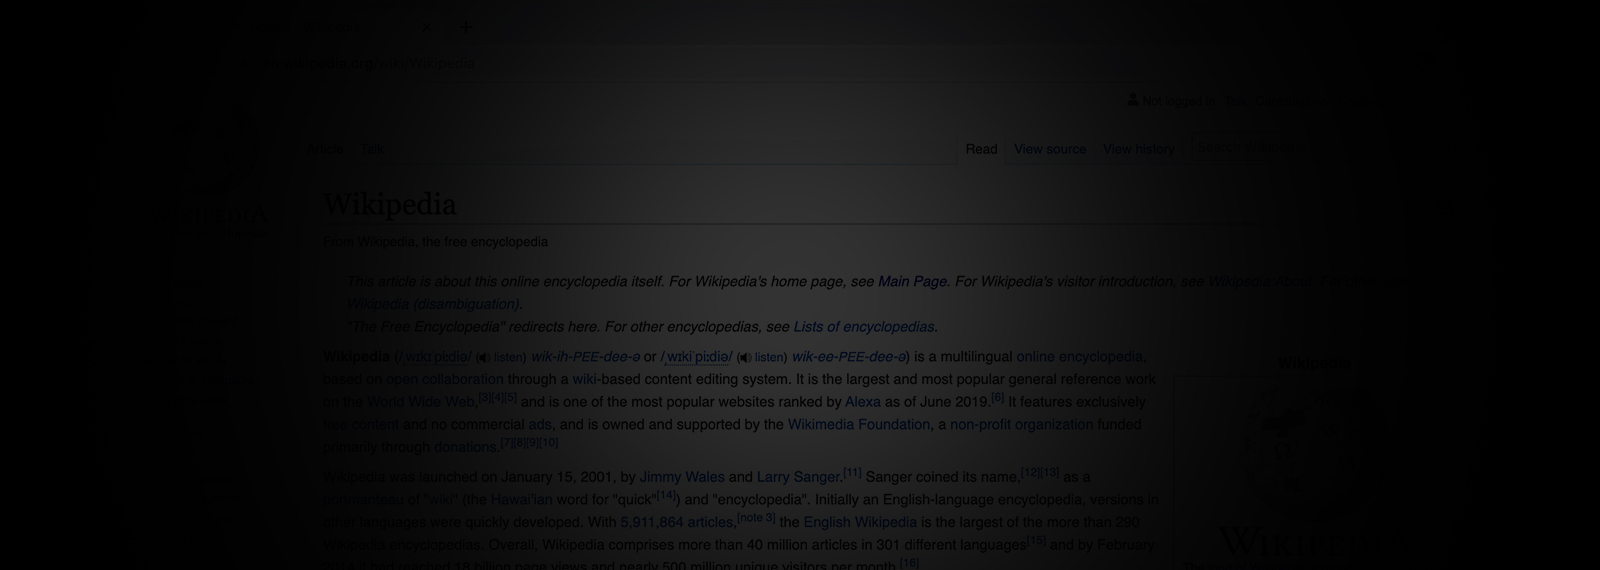 en.wikipedia.org/wiki/Wikipedia
Not logged in Talk
Article Talk
Read View source View history
Wikipedia
From Wikipedia, the free encyclopedia
This article is about this online encyclopedia itself. For Wikipedia's home page, see Main Page. For Wikipedia's visitor introduction, see Wikipedia:About. For
Wikipedia (disambiguation).
"The Free Encyclopedia" redirects here. For other encyclopedias, see Lists of encyclopedias.
Wikipedia (/ˌwɪkɪˈpiːdiə/ (listen) wik-ih-PEE-dee-ə or /ˌwɪkiˈpiːdiə/ (listen) wik-ee-PEE-dee-ə) is a multilingual online encyclopedia,
based on open collaboration through a wiki-based content editing system. It is the largest and most popular general reference work
on the World Wide Web,[3][4][5] and is one of the most popular websites ranked by Alexa as of June 2019.[6] It features exclusively
free content and no commercial ads, and is owned and supported by the Wikimedia Foundation, a non-profit organization funded
primarily through donations.[7][8][9][10]
Wikipedia was launched on January 15, 2001, by Jimmy Wales and Larry Sanger.[11] Sanger coined its name,[12][13] as a
portmanteau of "wiki" (the Hawai'ian word for "quick"[14]) and "encyclopedia". Initially an English-language encyclopedia, versions in
other languages were quickly developed. With 5,911,864 articles,[note 3] the English Wikipedia is the largest of the more than 290
Wikipedia encyclopedias. Overall, Wikipedia comprises more than 40 million articles in 301 different languages[15] and by February
reached 18 billion page views and nearly 500 million unique visitors per month.[16]
Wikipedia